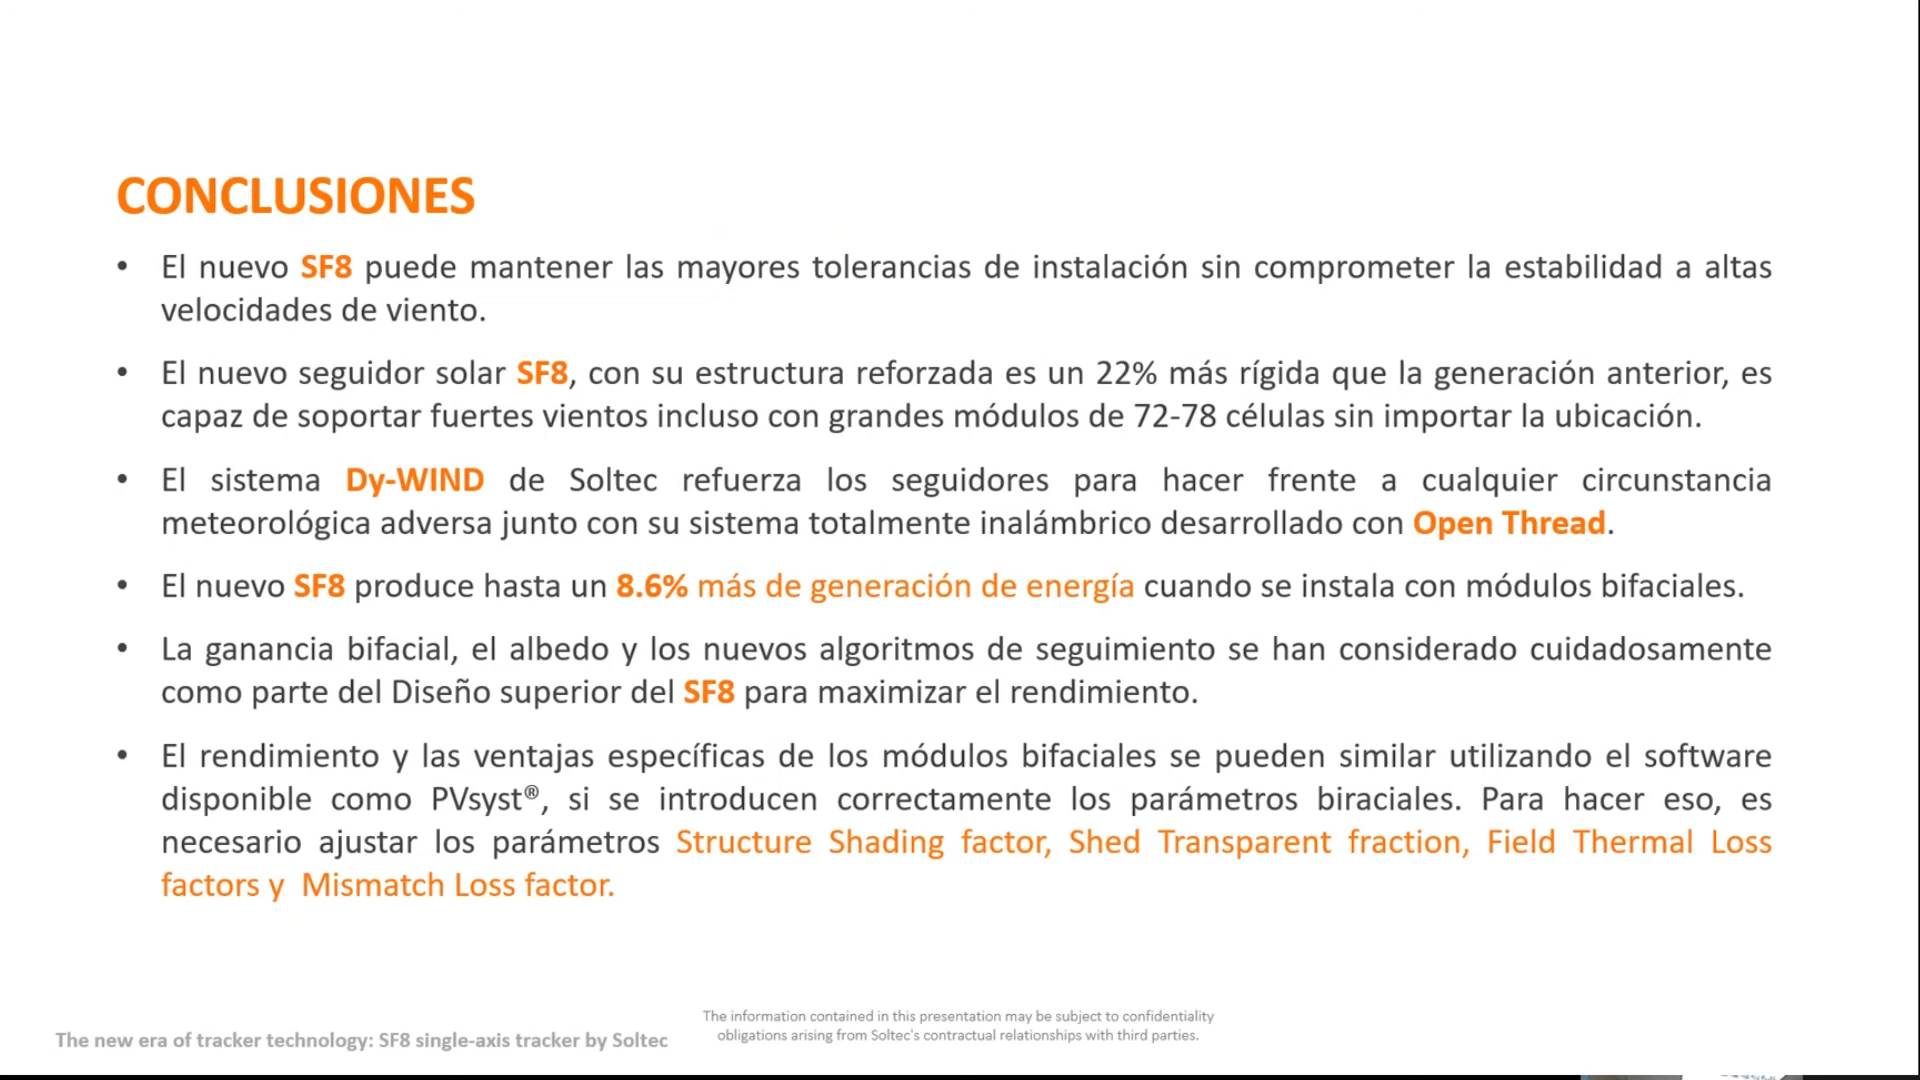 CONCLUSIONES
• El nuevo SF8 puede mantener las mayores tolerancias de instalación sin comprometer la estabilidad a altas
velocidades de viento.
• El nuevo seguidor solar SF8, con su estructura reforzada es un 22% más rígida que la generación anterior, es
capaz de soportar fuertes vientos incluso con grandes módulos de 72-78 células sin importar la ubicación.
• El sistema Dy-WIND de Soltec refuerza los seguidores para hacer frente a cualquier circunstancia
meteorológica adversa junto con su sistema totalmente inalámbrico desarrollado con Open Thread.
• El nuevo SF8 produce hasta un 8.6% más de generación de energía cuando se instala con módulos bifaciales.
• La ganancia bifacial, el albedo y los nuevos algoritmos de seguimiento se han considerado cuidadosamente
como parte del Diseño superior del SF8 para maximizar el rendimiento.
• El rendimiento y las ventajas específicas de los módulos bifaciales se pueden similar utilizando el software
disponible como PVsyst®, si se introducen correctamente los parámetros biraciales. Para hacer eso, es
necesario ajustar los parámetros Structure Shading factor, Shed Transparent fraction, Field Thermal Loss
factors y Mismatch Loss factor.
The information contained in this presentation may be subject to confidentiality
obligations arising from Soltec's contractual relationships with third parties.
The new era of tracker technology: SF8 single-axis tracker by Soltec